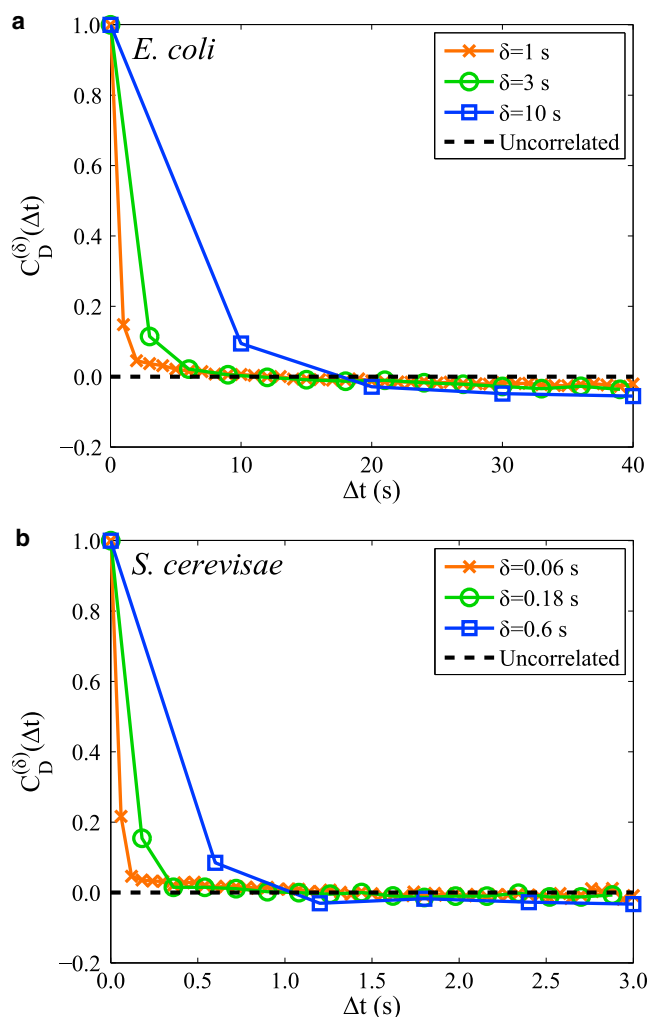 a
E. coli
δ=1 s
δ=3 s
δ=10 s
Uncorrelated
1.0
0.8
0.6
0.4
0.2
0.0
−0.2
C_D^(δ)(Δt)
0
10
20
30
40
Δt (s)
b
S. cerevisae
δ=0.06 s
δ=0.18 s
δ=0.6 s
Uncorrelated
1.0
0.8
0.6
0.4
0.2
0.0
−0.2
C_D^(δ)(Δt)
0.0
0.5
1.0
1.5
2.0
2.5
3.0
Δt (s)